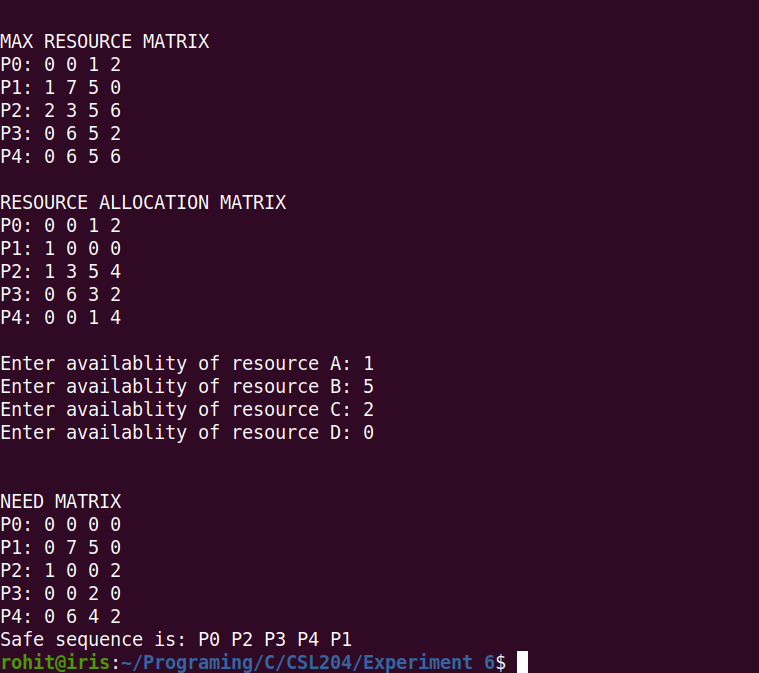 MAX RESOURCE MATRIX
P0: 0 0 1 2
P1: 1 7 5 0
P2: 2 3 5 6
P3: 0 6 5 2
P4: 0 6 5 6
RESOURCE ALLOCATION MATRIX
P0: 0 0 1 2
P1: 1 0 0 0
P2: 1 3 5 4
P3: 0 6 3 2
P4: 0 0 1 4
Enter availablity of resource A: 1
Enter availablity of resource B: 5
Enter availablity of resource C: 2
Enter availablity of resource D: 0
NEED MATRIX
P0: 0 0 0 0
P1: 0 7 5 0
P2: 1 0 0 2
P3: 0 0 2 0
P4: 0 6 4 2
Safe sequence is: P0 P2 P3 P4 P1
rohit@iris:~/Programing/C/CSL204/Experiment 6$